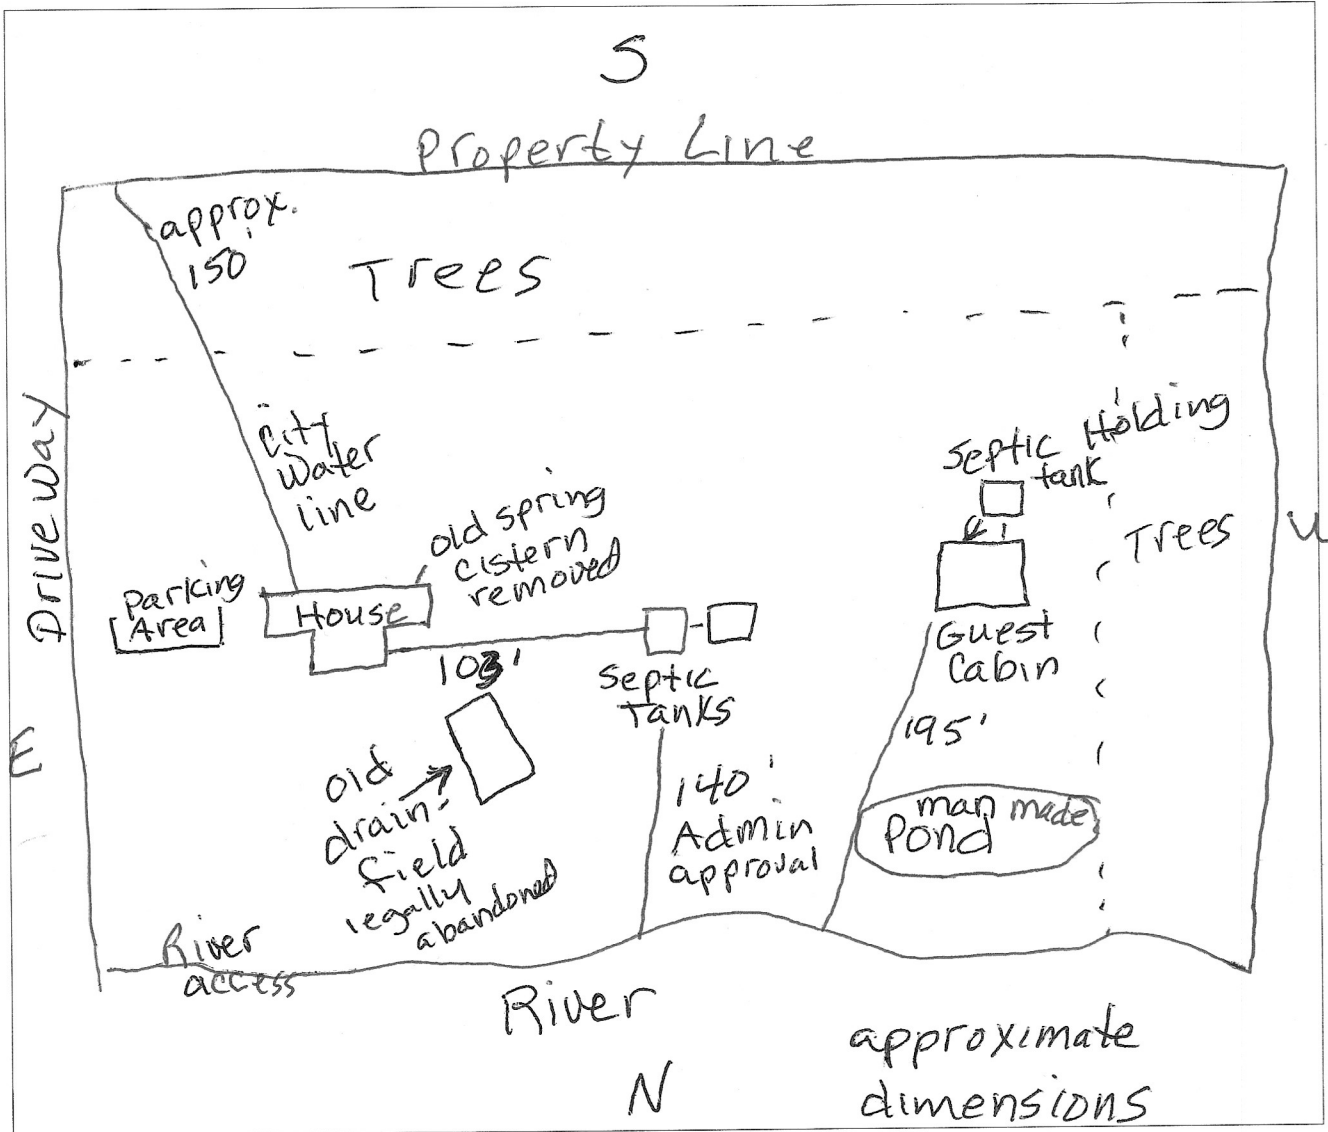 S
Property Line
approx.
150'
Trees
City
Water
line
Driveway
Septic Holding
tank
Trees
old spring
cistern
removed
Parking
Area
House
Guest
Cabin
103'
Septic
Tanks
E
195'
old
drain-
field
legally
abandoned
140'
Admin
approval
man made
Pond
River
access
River
N
approximate
dimensions